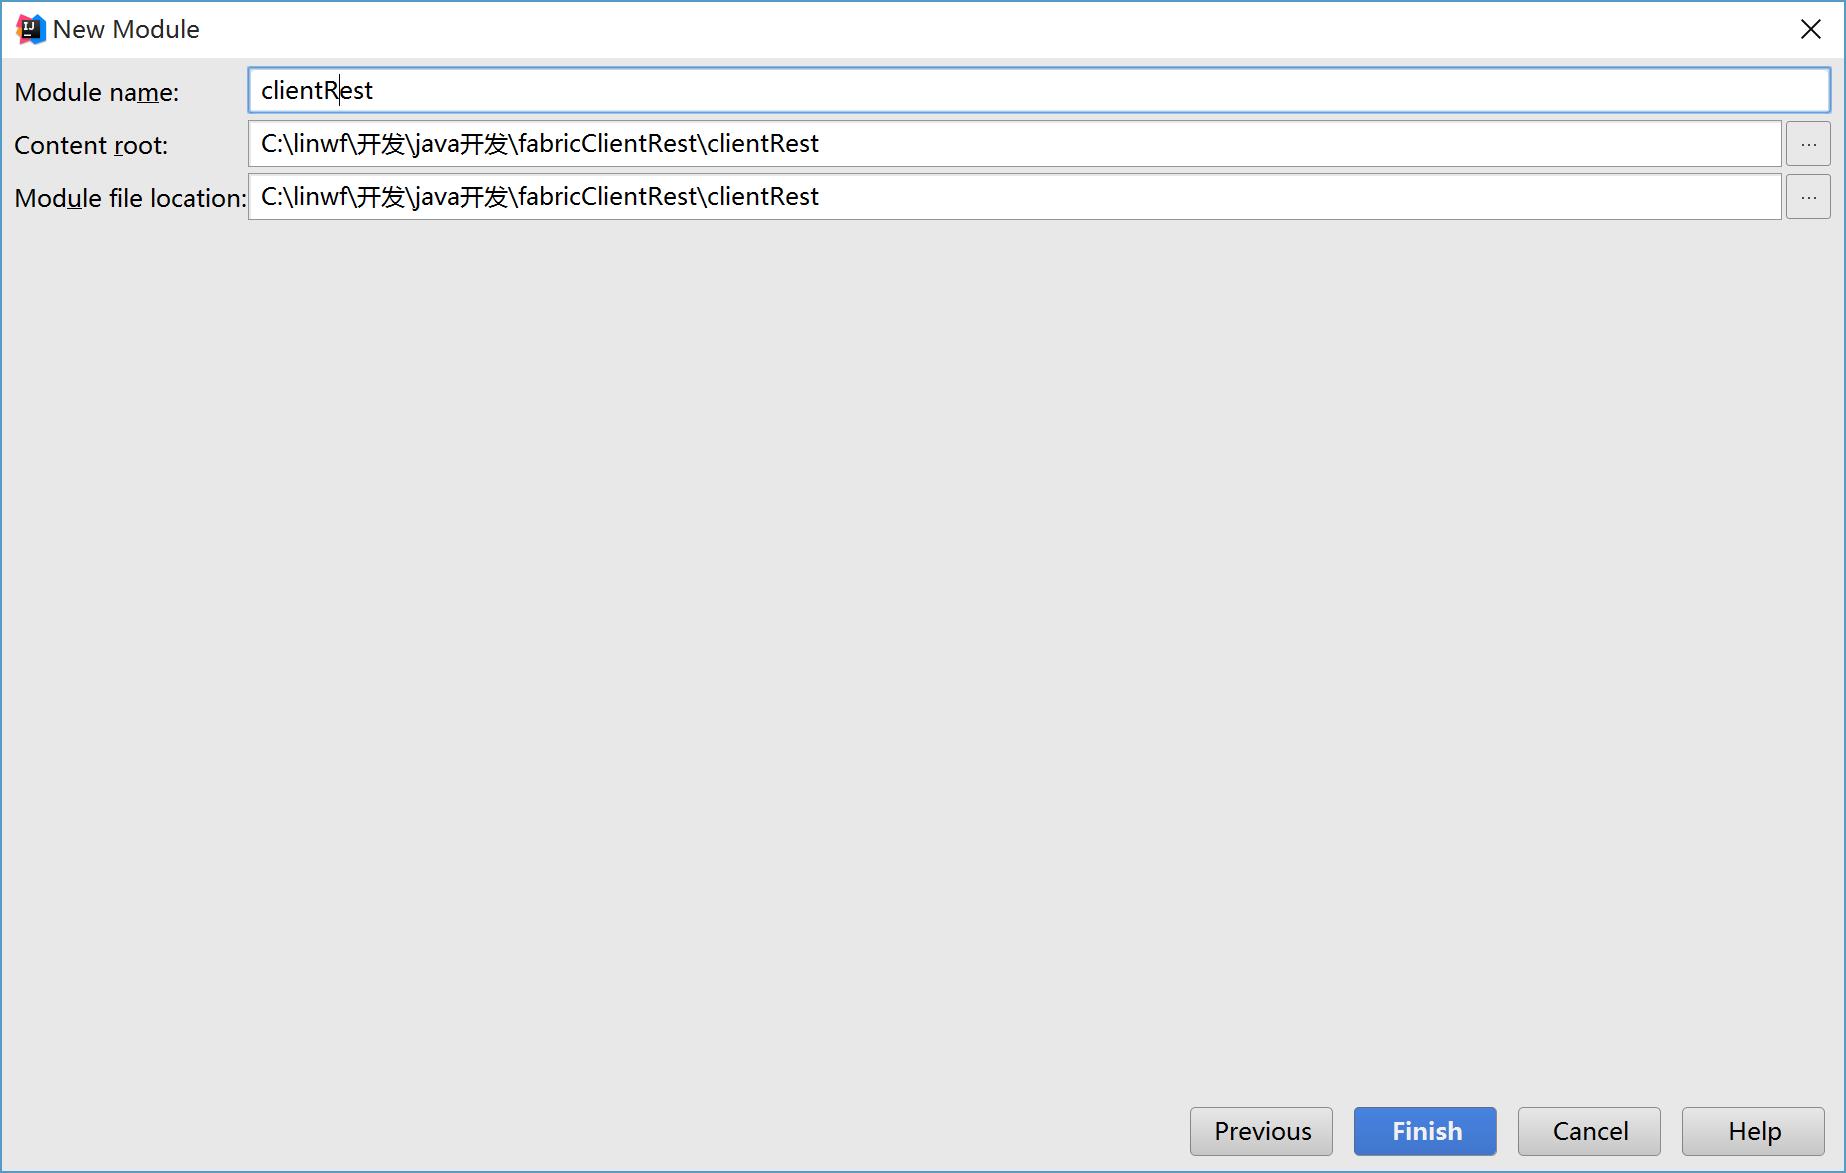 New Module
Module name: clientRest
Content root: C:\linwf\开发\java开发\fabricClientRest\clientRest ...
Module file location: C:\linwf\开发\java开发\fabricClientRest\clientRest ...
Previous Finish Cancel Help